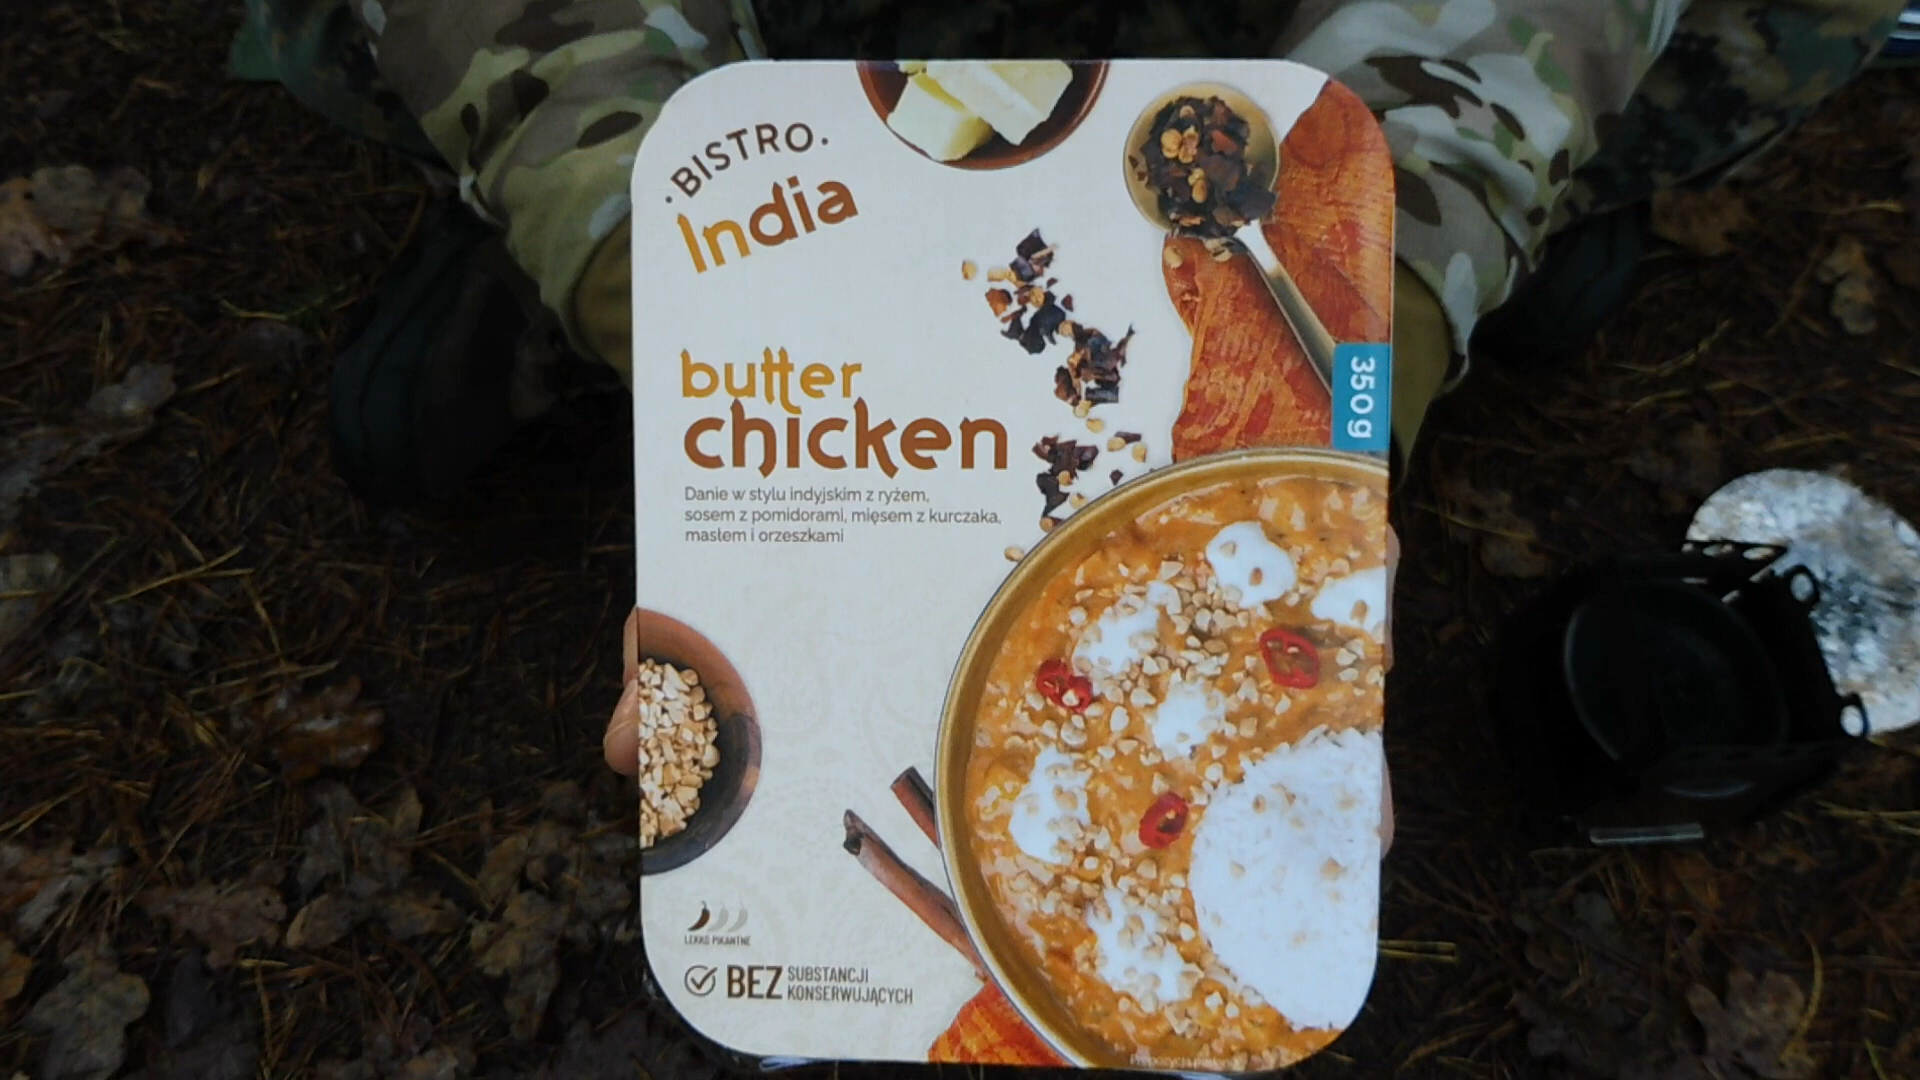 ·BISTRO·
India
butter
chicken
Danie w stylu indyjskim z ryżem,
sosem z pomidorami, mięsem z kurczaka,
masłem i orzeszkami
350g
LEKKO PIKANTNE
BEZ SUBSTANCJI
KONSERWUJĄCYCH